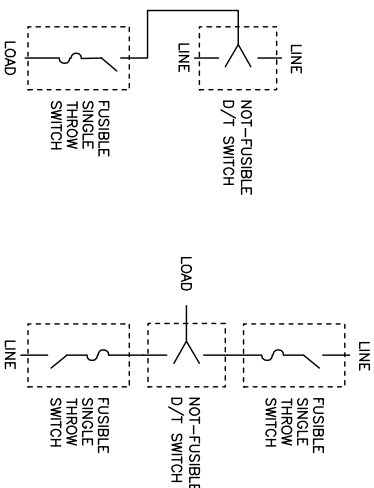 LINE
LINE
NOT-FUSIBLE
D/T SWITCH
LOAD
FUSIBLE
SINGLE
THROW
SWITCH
LINE
FUSIBLE
SINGLE
THROW
SWITCH
LOAD
NOT-FUSIBLE
D/T SWITCH
LINE
FUSIBLE
SINGLE
THROW
SWITCH